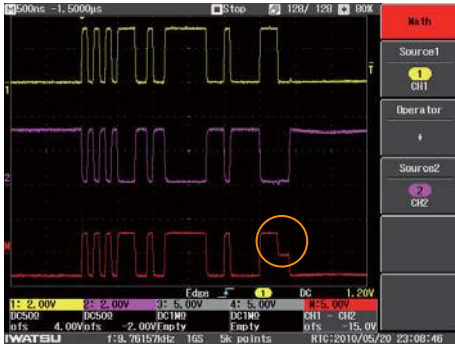 M 500ns -1.5000µs Stop 128/ 128 80%
Math
Source1
1
CH1
Operator
+
Source2
2
CH2
T
1
2
M
Edge 1 DC 1.20V
1: 2.00V 2: 2.00V 3: 5.00V 4: 5.00V M:5.00V
DC50Ω DC50Ω DC1MΩ DC1MΩ CH1 - CH2
ofs 4.00V ofs -2.00V Empty Empty ofs -15.0V
IWATSU f:9.76157kHz 1GS 5k points RTC:2010/05/20 23:08:46